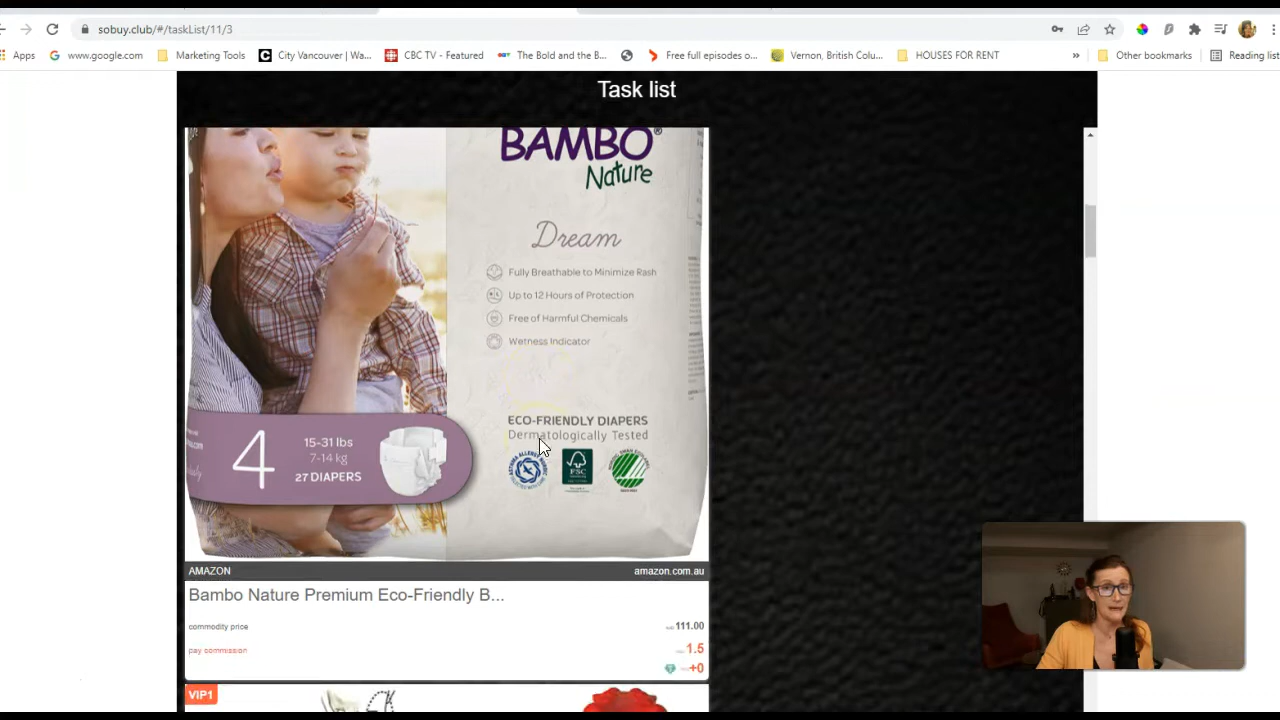 sobuy.club/#/taskList/11/3
Apps
www.google.com
Marketing Tools
City Vancouver | Wa...
CBC TV - Featured
The Bold and the B...
Free full episodes o...
Vernon, British Colu...
HOUSES FOR RENT
»
Other bookmarks
Reading list
Task list
BAMBO®
Nature
Dream
Fully Breathable to Minimize Rash
Up to 12 Hours of Protection
Free of Harmful Chemicals
Wetness Indicator
ECO-FRIENDLY DIAPERS
Dermatologically Tested
4
15-31 lbs
7-14 kg
27 DIAPERS
FSC
AMAZON
amazon.com.au
Bambo Nature Premium Eco-Friendly B...
commodity price
111.00
pay commission
1.5
+0
VIP1